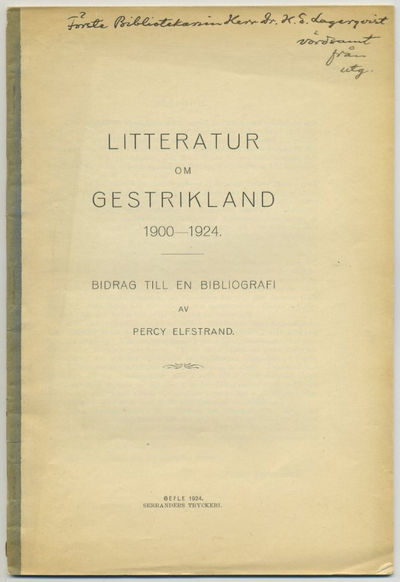 Förste Bibliotekarien Herr Dr. K. G. Lagerqvist
vördsamt
från
utg.
LITTERATUR
OM
GESTRIKLAND
1900—1924.
BIDRAG TILL EN BIBLIOGRAFI
AV
PERCY ELFSTRAND.
GEFLE 1924.
SERRANDERS TRYCKERI.